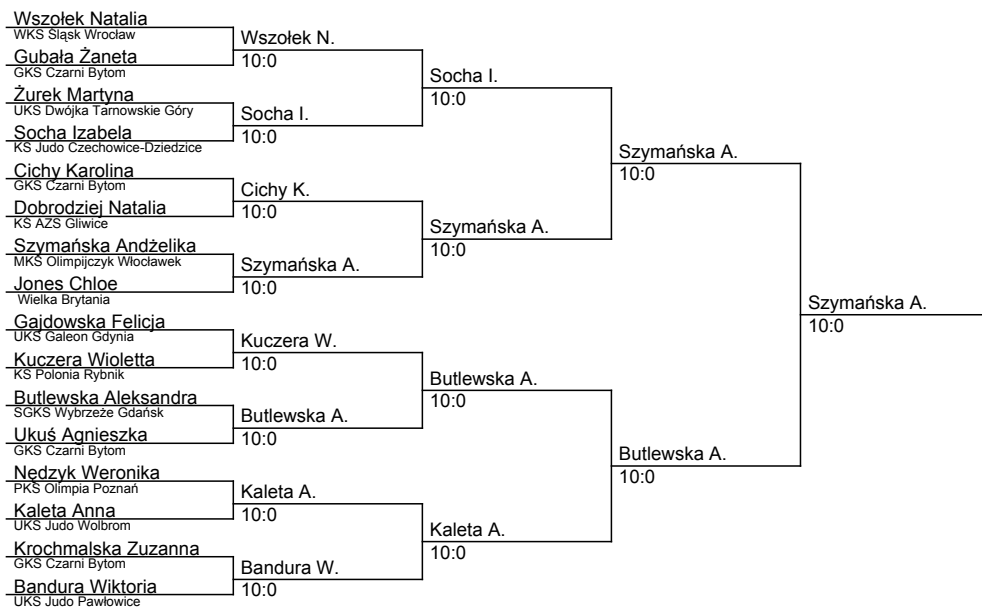 Wszołek Natalia
WKS Śląsk Wrocław
Gubała Żaneta
GKS Czarni Bytom
Żurek Martyna
UKS Dwójka Tarnowskie Góry
Socha Izabela
KS Judo Czechowice-Dziedzice
Cichy Karolina
GKS Czarni Bytom
Dobrodziej Natalia
KS AZS Gliwice
Szymańska Andżelika
MKS Olimpijczyk Włocławek
Jones Chloe
Wielka Brytania
Gajdowska Felicja
UKS Galeon Gdynia
Kuczera Wioletta
KS Polonia Rybnik
Butlewska Aleksandra
SGKS Wybrzeże Gdańsk
Ukuś Agnieszka
GKS Czarni Bytom
Nędzyk Weronika
PKS Olimpia Poznań
Kaleta Anna
UKS Judo Wolbrom
Krochmalska Zuzanna
GKS Czarni Bytom
Bandura Wiktoria
UKS Judo Pawłowice
Wszołek N.
10:0
Socha I.
10:0
Cichy K.
10:0
Szymańska A.
10:0
Kuczera W.
10:0
Butlewska A.
10:0
Kaleta A.
10:0
Bandura W.
10:0
Socha I.
10:0
Szymańska A.
10:0
Butlewska A.
10:0
Kaleta A.
10:0
Szymańska A.
10:0
Butlewska A.
10:0
Szymańska A.
10:0